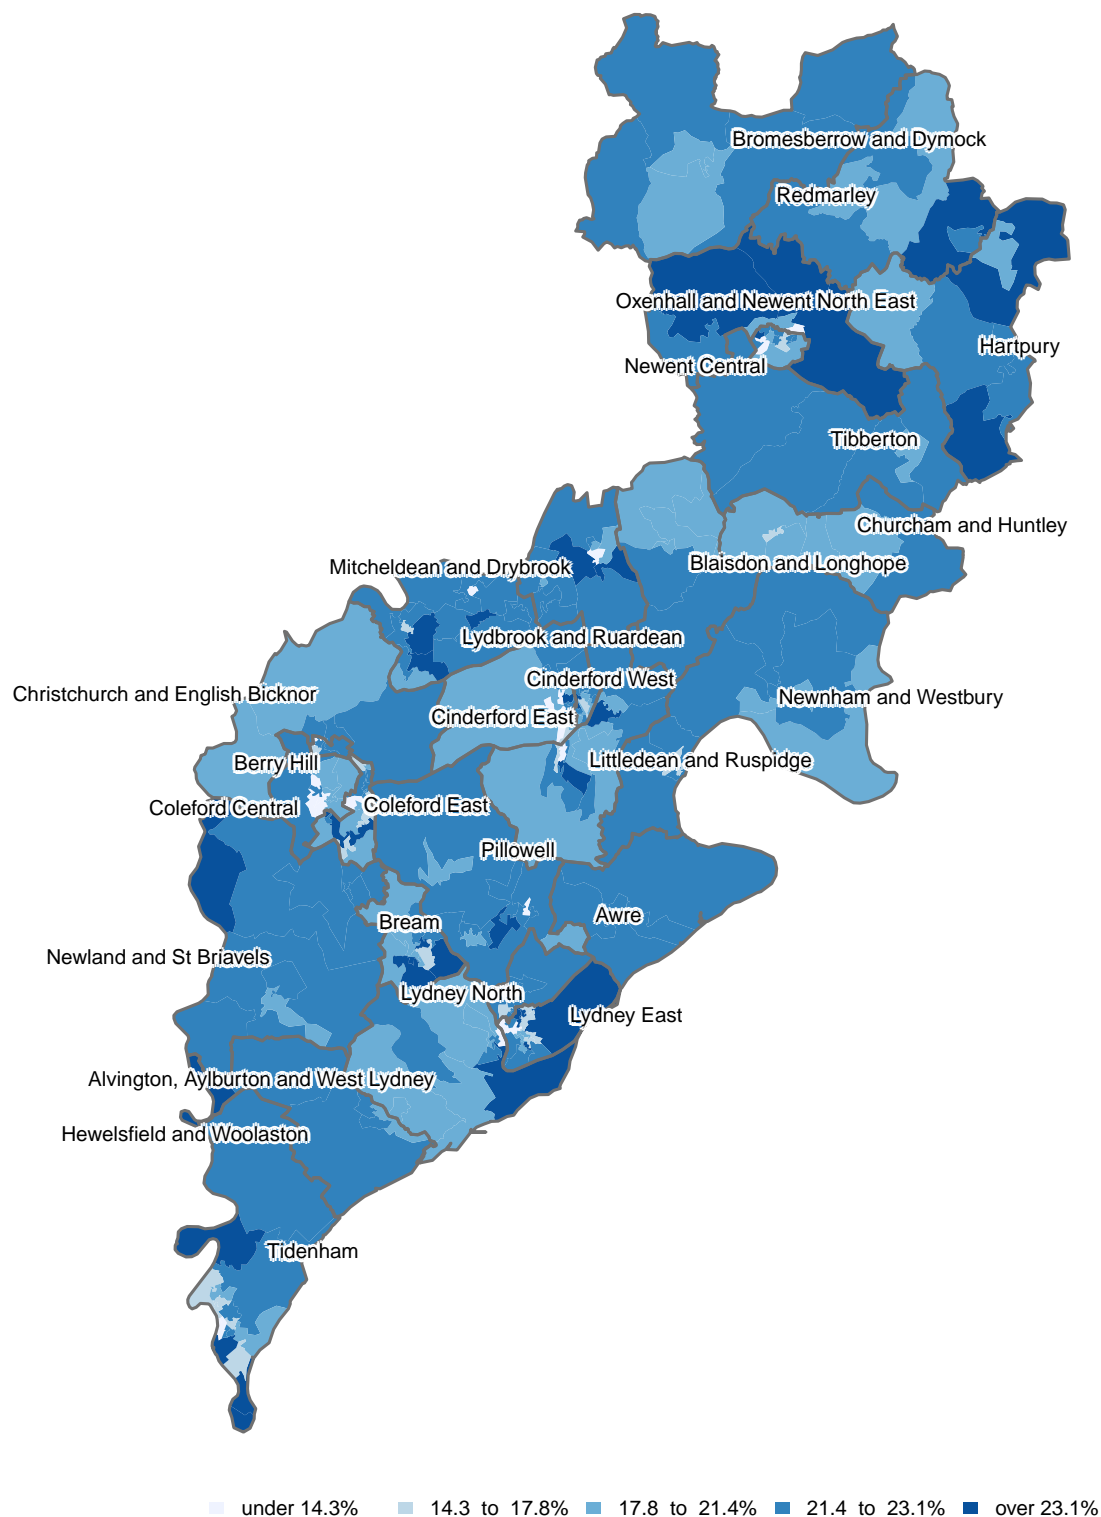 Bromesberrow and Dymock
Redmarley
Oxenhall and Newent North East
Hartpury
Newent Central
Tibberton
Churcham and Huntley
Blaisdon and Longhope
Mitcheldean and Drybrook
Lydbrook and Ruardean
Cinderford West
Christchurch and English Bicknor
Newnham and Westbury
Cinderford East
Littledean and Ruspidge
Berry Hill
Coleford East
Coleford Central
Pillowell
Awre
Bream
Newland and St Briavels
Lydney North
Lydney East
Alvington, Aylburton and West Lydney
Hewelsfield and Woolaston
Tidenham
under 14.3% 14.3 to 17.8% 17.8 to 21.4% 21.4 to 23.1% over 23.1%